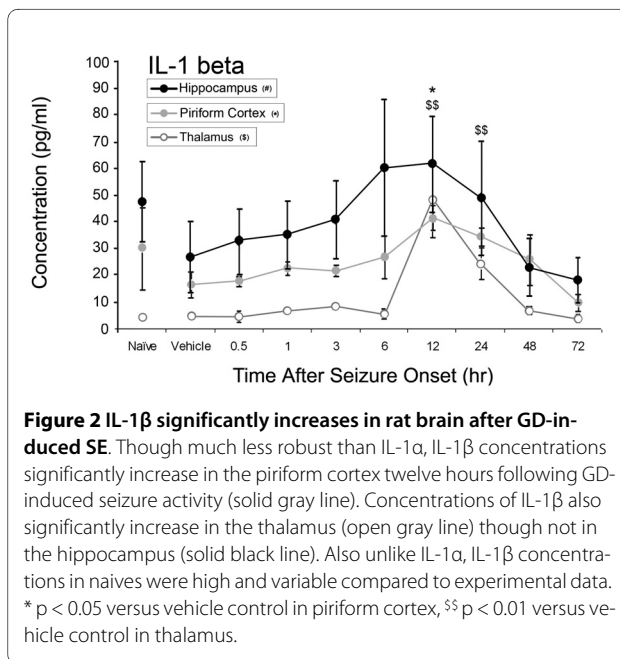 IL-1 beta
Hippocampus (#)
Piriform Cortex (*)
Thalamus ($)
Concentration (pg/ml)
100
90
80
70
60
50
40
30
20
10
0
*
$$
$$
Naïve Vehicle 0.5 1 3 6 12 24 48 72
Time After Seizure Onset (hr)
Figure 2 IL-1β significantly increases in rat brain after GD-in-
duced SE. Though much less robust than IL-1α, IL-1β concentrations
significantly increase in the piriform cortex twelve hours following GD-
induced seizure activity (solid gray line). Concentrations of IL-1β also
significantly increase in the thalamus (open gray line) though not in
the hippocampus (solid black line). Also unlike IL-1α, IL-1β concentra-
tions in naives were high and variable compared to experimental data.
* p < 0.05 versus vehicle control in piriform cortex, $$ p < 0.01 versus ve-
hicle control in thalamus.